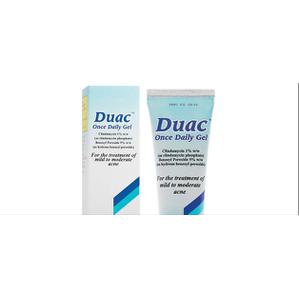 Duac™
Once Daily Gel
Clindamycin 1% w/w
(as clindamycin phosphate)
Benzoyl Peroxide 5% w/w
(as hydrous benzoyl peroxide)
For the treatment of
mild to moderate
acne
Duac™
Once Daily Gel
Clindamycin 1% w/w
(as clindamycin phosphate)
Benzoyl Peroxide 5% w/w
(as hydrous benzoyl peroxide)
For the treatment of
mild to moderate
acne